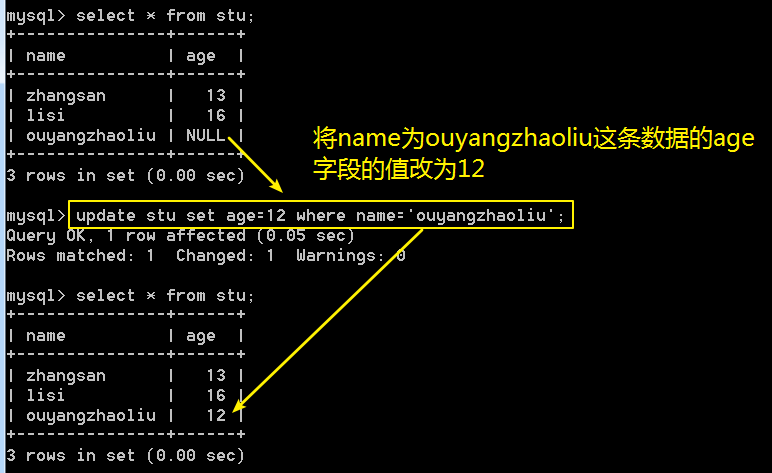 mysql> select * from stu;
+---------------+------+
| name          | age  |
+---------------+------+
| zhangsan      |   13 |
| lisi          |   16 |
| ouyangzhaoliu | NULL |
+---------------+------+
3 rows in set (0.00 sec)
将name为ouyangzhaoliu这条数据的age
字段的值改为12
mysql> update stu set age=12 where name='ouyangzhaoliu';
Query OK, 1 row affected (0.05 sec)
Rows matched: 1  Changed: 1  Warnings: 0
mysql> select * from stu;
+---------------+------+
| name          | age  |
+---------------+------+
| zhangsan      |   13 |
| lisi          |   16 |
| ouyangzhaoliu |   12 |
+---------------+------+
3 rows in set (0.00 sec)